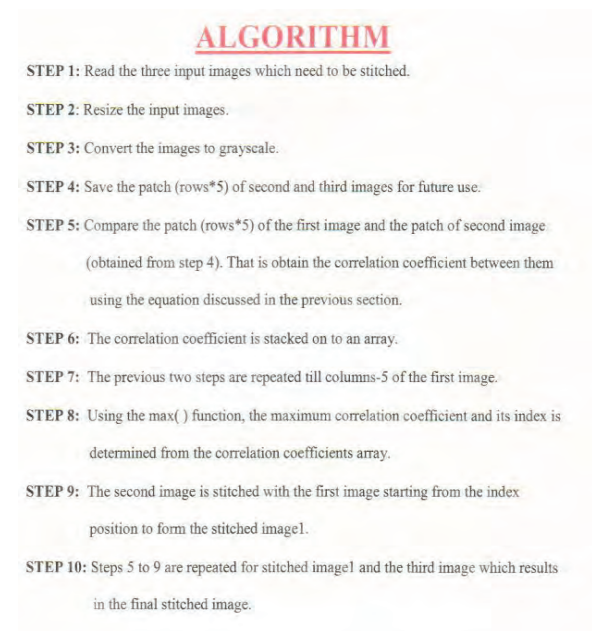 ALGORITHM
STEP 1: Read the three input images which need to be stitched.
STEP 2: Resize the input images.
STEP 3: Convert the images to grayscale.
STEP 4: Save the patch (rows*5) of second and third images for future use.
STEP 5: Compare the patch (rows*5) of the first image and the patch of second image
(obtained from step 4). That is obtain the correlation coefficient between them
using the equation discussed in the previous section.
STEP 6: The correlation coefficient is stacked on to an array.
STEP 7: The previous two steps are repeated till columns-5 of the first image.
STEP 8: Using the max( ) function, the maximum correlation coefficient and its index is
determined from the correlation coefficients array.
STEP 9: The second image is stitched with the first image starting from the index
position to form the stitched image1.
STEP 10: Steps 5 to 9 are repeated for stitched image1 and the third image which results
in the final stitched image.